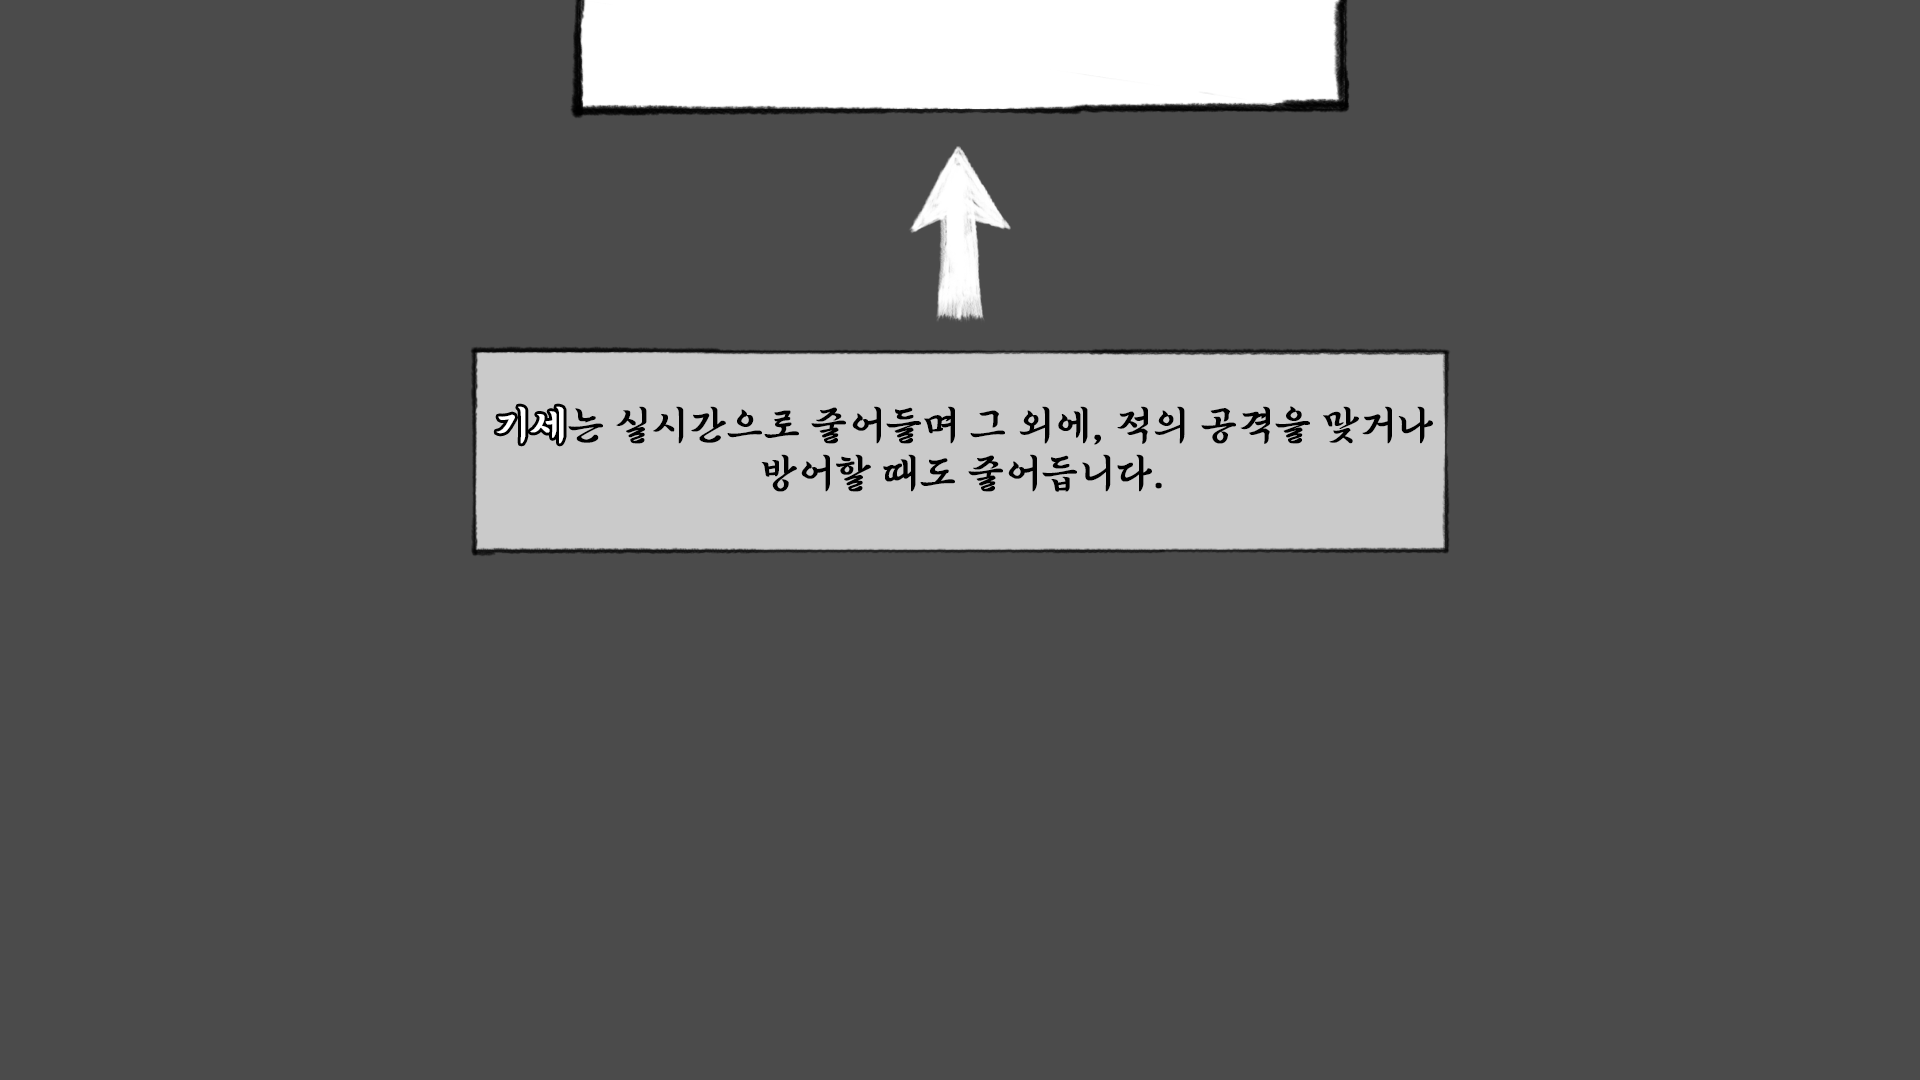 기세는 실시간으로 줄어들며 그 외에, 적의 공격을 맞거나
방어할 때도 줄어듭니다.